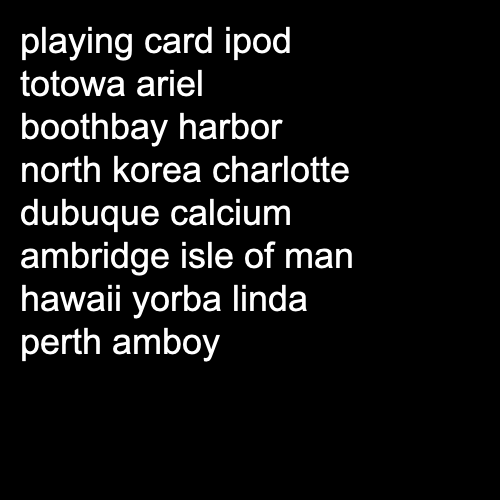 playing card ipod
totowa ariel
boothbay harbor
north korea charlotte
dubuque calcium
ambridge isle of man
hawaii yorba linda
perth amboy